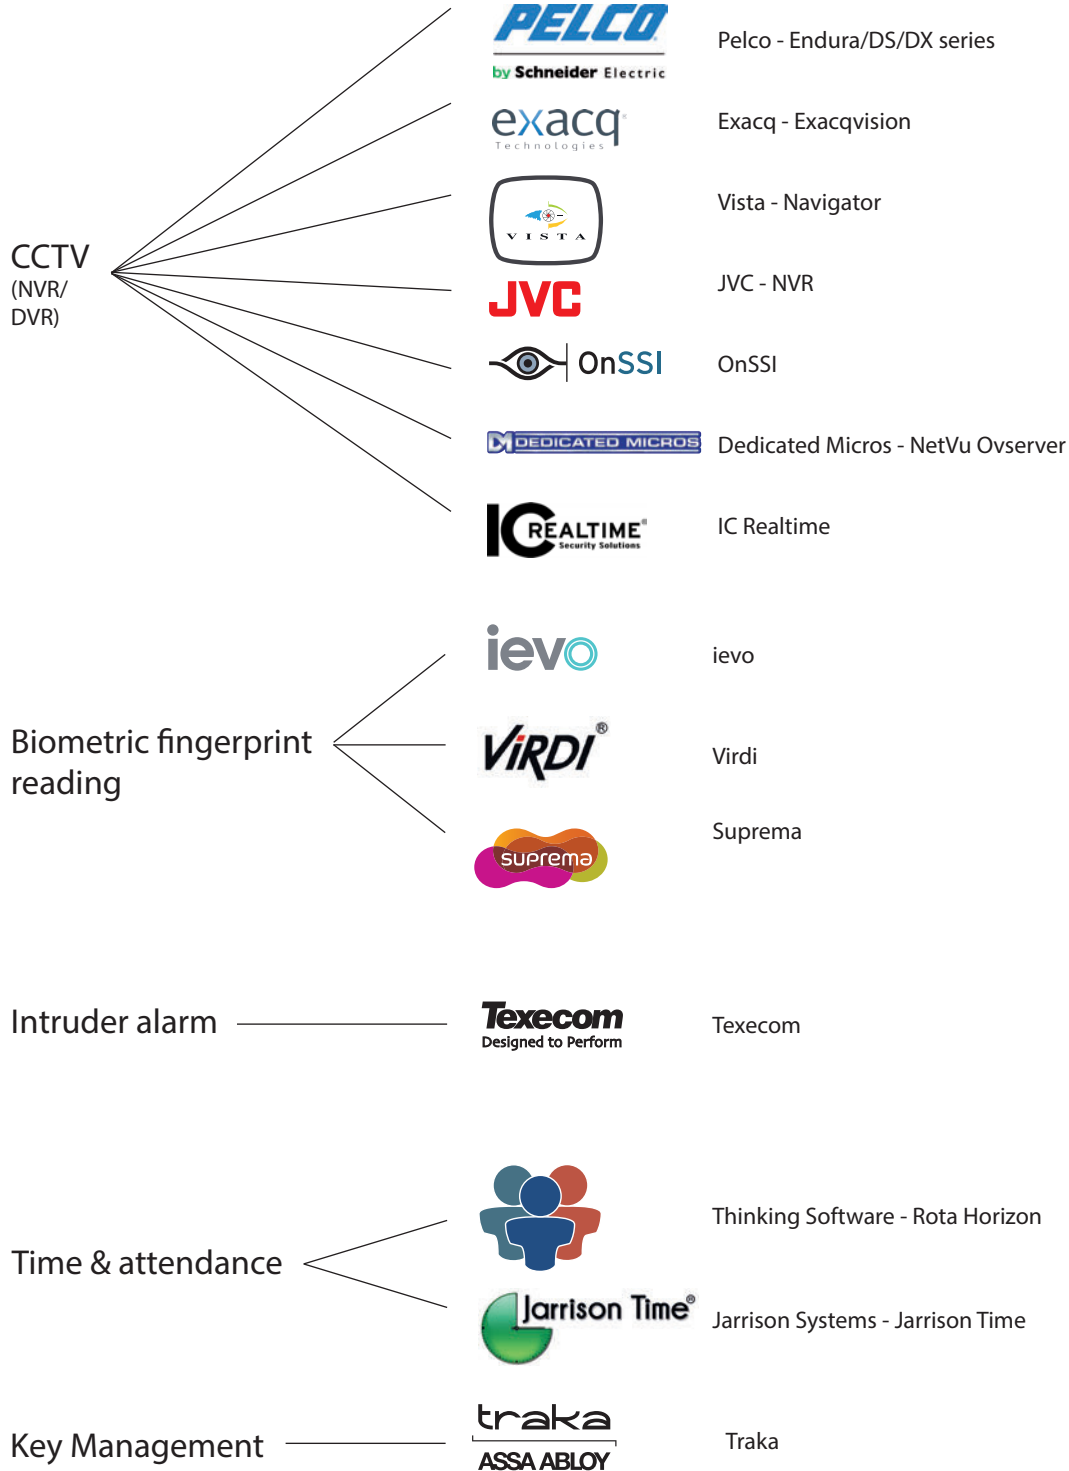 PELCO
by Schneider Electric
Pelco - Endura/DS/DX series
exacq
Technologies
Exacq - Exacqvision
VISTA
Vista - Navigator
CCTV
(NVR/
DVR)
JVC
JVC - NVR
OnSSI
OnSSI
DM DEDICATED MICROS
Dedicated Micros - NetVu Ovserver
IC REALTIME®
Security Solutions
IC Realtime
ievo
ievo
Biometric fingerprint
reading
ViRDI®
Virdi
suprema
Suprema
Intruder alarm
Texecom
Designed to Perform
Texecom
Time & attendance
Thinking Software - Rota Horizon
Jarrison Time®
Jarrison Systems - Jarrison Time
Key Management
traka
ASSA ABLOY
Traka